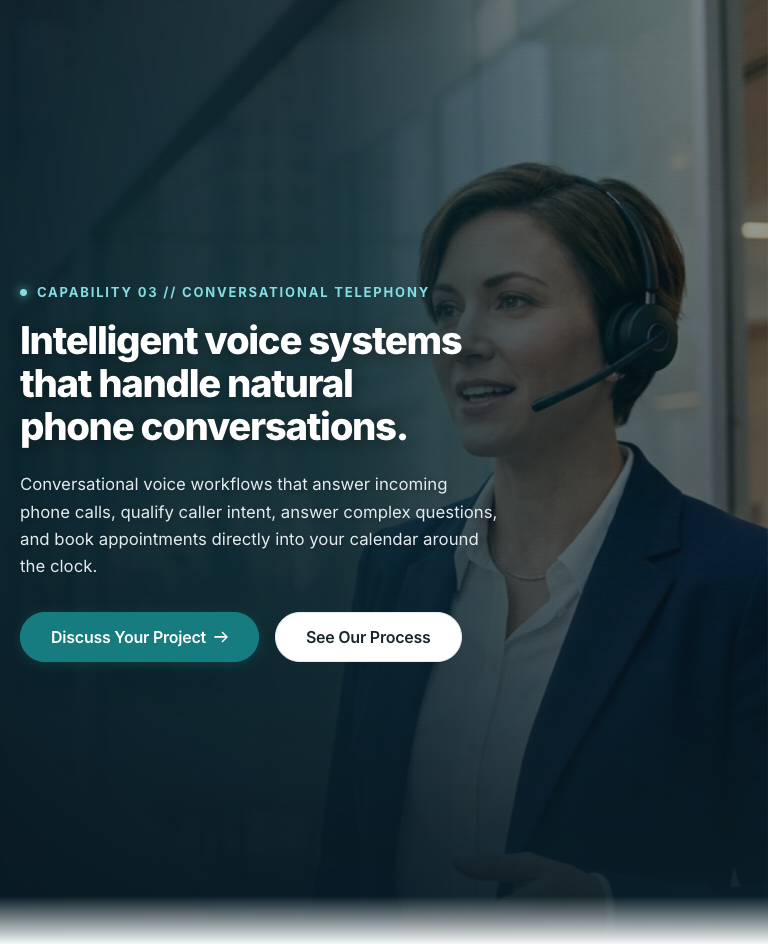 CAPABILITY 03 // CONVERSATIONAL TELEPHONY
Intelligent voice systems
that handle natural
phone conversations.
Conversational voice workflows that answer incoming
phone calls, qualify caller intent, answer complex questions,
and book appointments directly into your calendar around
the clock.
Discuss Your Project →
See Our Process